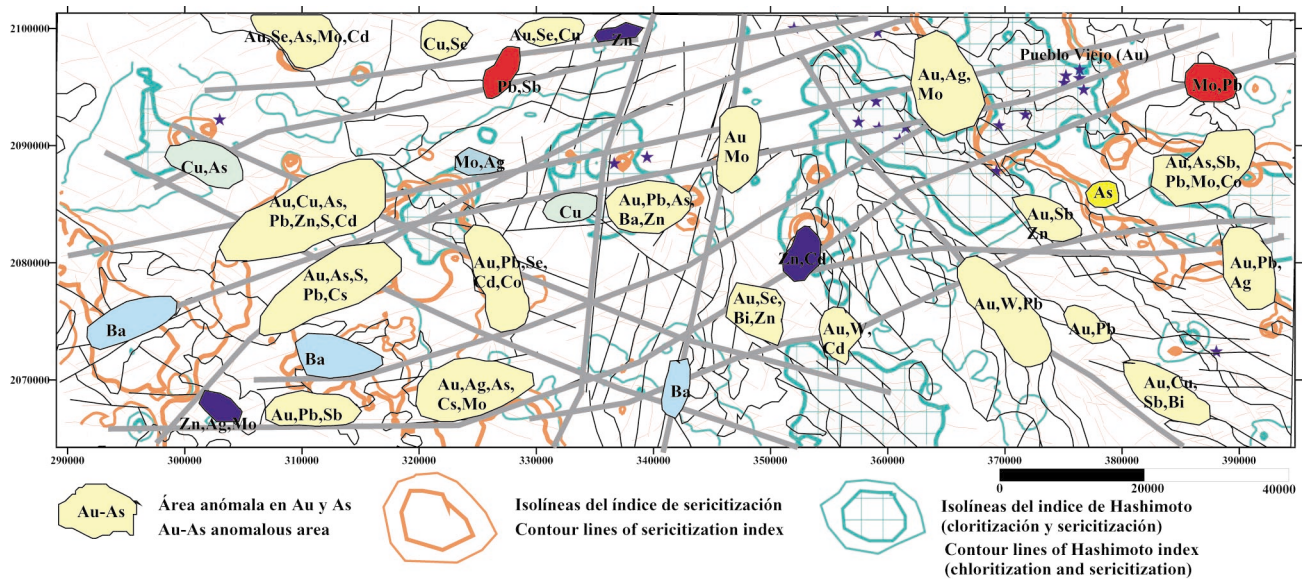 2100000
2090000
2080000
2070000
Au,Se,As,Mo,Cd
Cu,Se
Au,Se,Cu
Zn
Pb,Sb
Au,Ag,
Mo
Pueblo Viejo (Au)
Mo,Pb
Cu,As
Mo,Ag
Au
Mo
Au,As,Sb,
Pb,Mo,Co
As
Au,Cu,As,
Pb,Zn,S,Cd
Cu
Au,Pb,As,
Ba,Zn
Au,Sb
Zn
Au,As,S,
Pb,Cs
Au,Pb,Se,
Cd,Co
Zn,Cd
Au,Pb,
Ag
Ba
Au,Se,
Bi,Zn
Au,W,
Cd
Au,W,Pb
Au,Pb
Ba
Au,Ag,As,
Cs,Mo
Ba
Au,Cu,
Sb,Bi
Zn,Ag,Mo
Au,Pb,Sb
290000 300000 310000 320000 330000 340000 350000 360000 370000 380000 390000
0 20000 40000
Au-As
Área anómala en Au y As
Au-As anomalous area
Isolíneas del índice de sericitización
Contour lines of sericitization index
Isolíneas del indice de Hashimoto
(cloritización y sericitización)
Contour lines of Hashimoto index
(chloritization and sericitization)